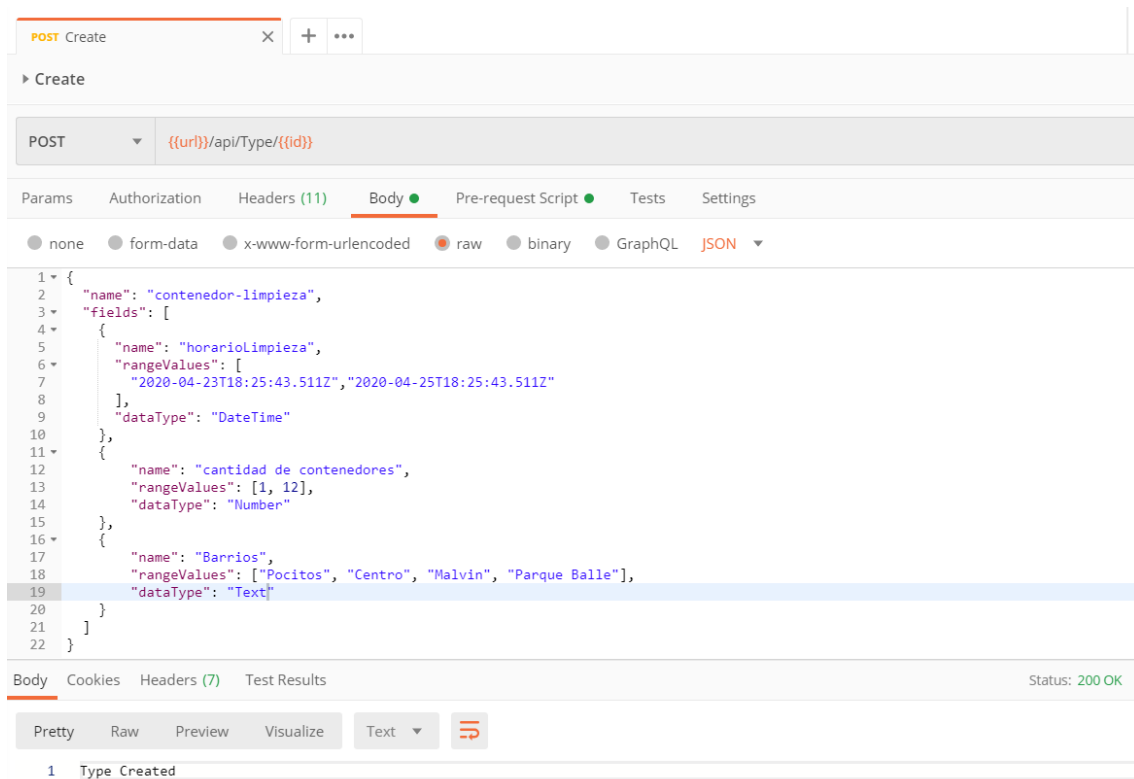 POST Create
Create
POST {{url}}/api/Type/{{id}}
Params Authorization Headers (11) Body Pre-request Script Tests Settings
none form-data x-www-form-urlencoded raw binary GraphQL JSON
1 {
2 "name": "contenedor-limpieza",
3 "fields": [
4 {
5 "name": "horarioLimpieza",
6 "rangeValues": [
7 "2020-04-23T18:25:43.511Z","2020-04-25T18:25:43.511Z"
8 ],
9 "dataType": "DateTime"
10 },
11 {
12 "name": "cantidad de contenedores",
13 "rangeValues": [1, 12],
14 "dataType": "Number"
15 },
16 {
17 "name": "Barrios",
18 "rangeValues": ["Pocitos", "Centro", "Malvin", "Parque Balle"],
19 "dataType": "Text"
20 }
21 ]
22 }
Body Cookies Headers (7) Test Results Status: 200 OK
Pretty Raw Preview Visualize Text
1 Type Created